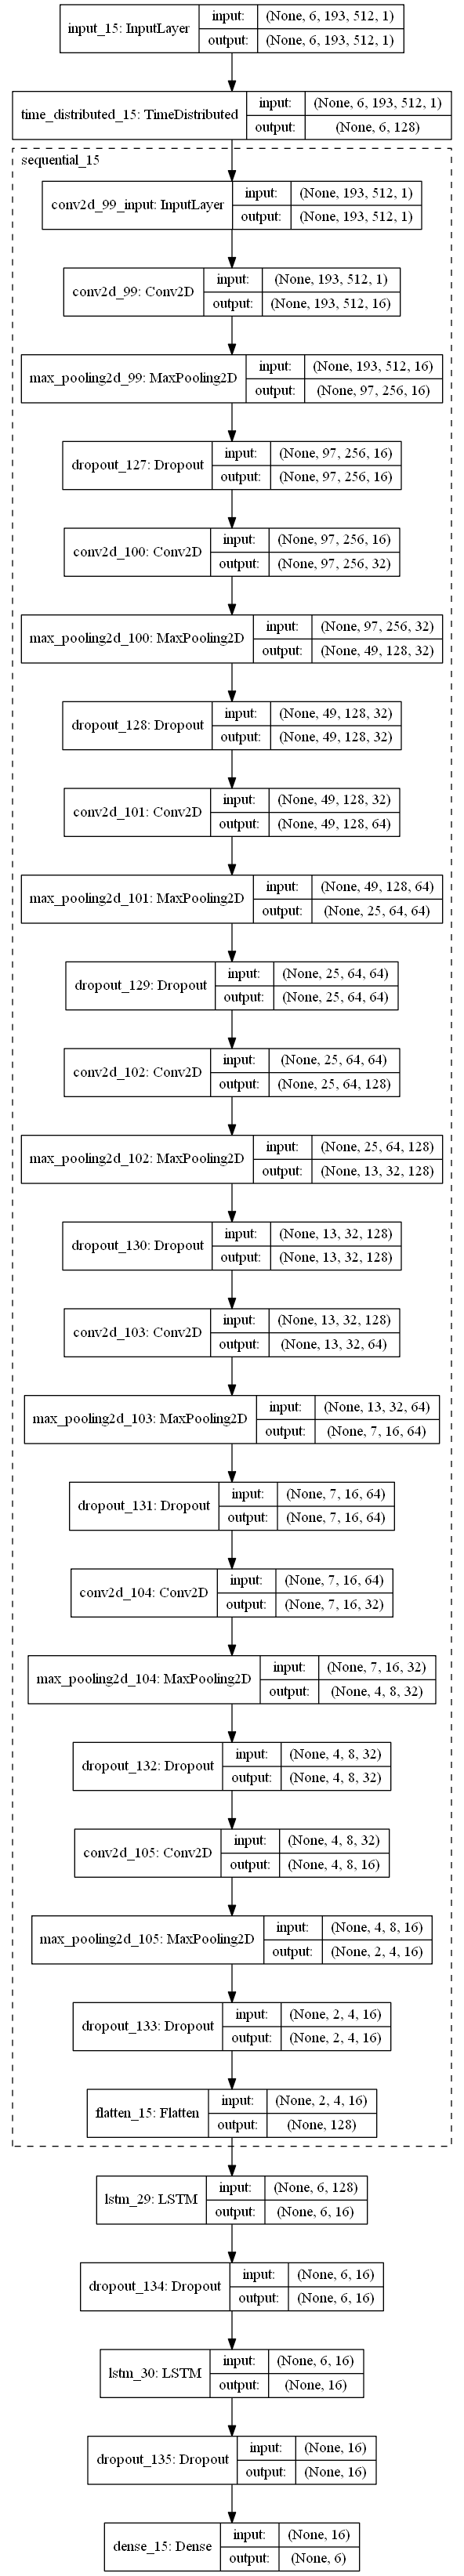 input_15: InputLayer input: (None, 6, 193, 512, 1)
output: (None, 6, 193, 512, 1)
time_distributed_15: TimeDistributed input: (None, 6, 193, 512, 1)
output: (None, 6, 128)
sequential_15
conv2d_99_input: InputLayer input: (None, 193, 512, 1)
output: (None, 193, 512, 1)
conv2d_99: Conv2D input: (None, 193, 512, 1)
output: (None, 193, 512, 16)
max_pooling2d_99: MaxPooling2D input: (None, 193, 512, 16)
output: (None, 97, 256, 16)
dropout_127: Dropout input: (None, 97, 256, 16)
output: (None, 97, 256, 16)
conv2d_100: Conv2D input: (None, 97, 256, 16)
output: (None, 97, 256, 32)
max_pooling2d_100: MaxPooling2D input: (None, 97, 256, 32)
output: (None, 49, 128, 32)
dropout_128: Dropout input: (None, 49, 128, 32)
output: (None, 49, 128, 32)
conv2d_101: Conv2D input: (None, 49, 128, 32)
output: (None, 49, 128, 64)
max_pooling2d_101: MaxPooling2D input: (None, 49, 128, 64)
output: (None, 25, 64, 64)
dropout_129: Dropout input: (None, 25, 64, 64)
output: (None, 25, 64, 64)
conv2d_102: Conv2D input: (None, 25, 64, 64)
output: (None, 25, 64, 128)
max_pooling2d_102: MaxPooling2D input: (None, 25, 64, 128)
output: (None, 13, 32, 128)
dropout_130: Dropout input: (None, 13, 32, 128)
output: (None, 13, 32, 128)
conv2d_103: Conv2D input: (None, 13, 32, 128)
output: (None, 13, 32, 64)
max_pooling2d_103: MaxPooling2D input: (None, 13, 32, 64)
output: (None, 7, 16, 64)
dropout_131: Dropout input: (None, 7, 16, 64)
output: (None, 7, 16, 64)
conv2d_104: Conv2D input: (None, 7, 16, 64)
output: (None, 7, 16, 32)
max_pooling2d_104: MaxPooling2D input: (None, 7, 16, 32)
output: (None, 4, 8, 32)
dropout_132: Dropout input: (None, 4, 8, 32)
output: (None, 4, 8, 32)
conv2d_105: Conv2D input: (None, 4, 8, 32)
output: (None, 4, 8, 16)
max_pooling2d_105: MaxPooling2D input: (None, 4, 8, 16)
output: (None, 2, 4, 16)
dropout_133: Dropout input: (None, 2, 4, 16)
output: (None, 2, 4, 16)
flatten_15: Flatten input: (None, 2, 4, 16)
output: (None, 128)
lstm_29: LSTM input: (None, 6, 128)
output: (None, 6, 16)
dropout_134: Dropout input: (None, 6, 16)
output: (None, 6, 16)
lstm_30: LSTM input: (None, 6, 16)
output: (None, 16)
dropout_135: Dropout input: (None, 16)
output: (None, 16)
dense_15: Dense input: (None, 16)
output: (None, 6)